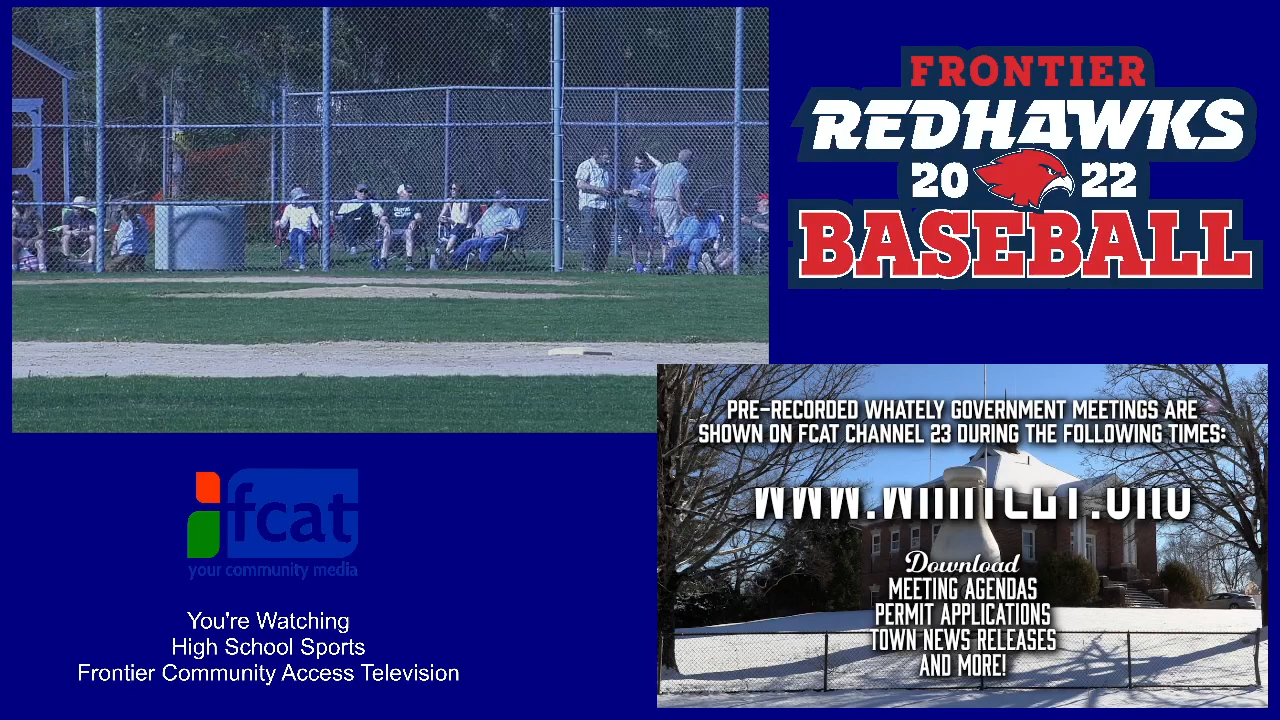 FRONTIER
REDHAWKS
20 22
BASEBALL
PRE-RECORDED WHATELY GOVERNMENT MEETINGS ARE
SHOWN ON FCAT CHANNEL 23 DURING THE FOLLOWING TIMES:
Download
MEETING AGENDAS
PERMIT APPLICATIONS
TOWN NEWS RELEASES
AND MORE!
fcat
your community media
You're Watching
High School Sports
Frontier Community Access Television